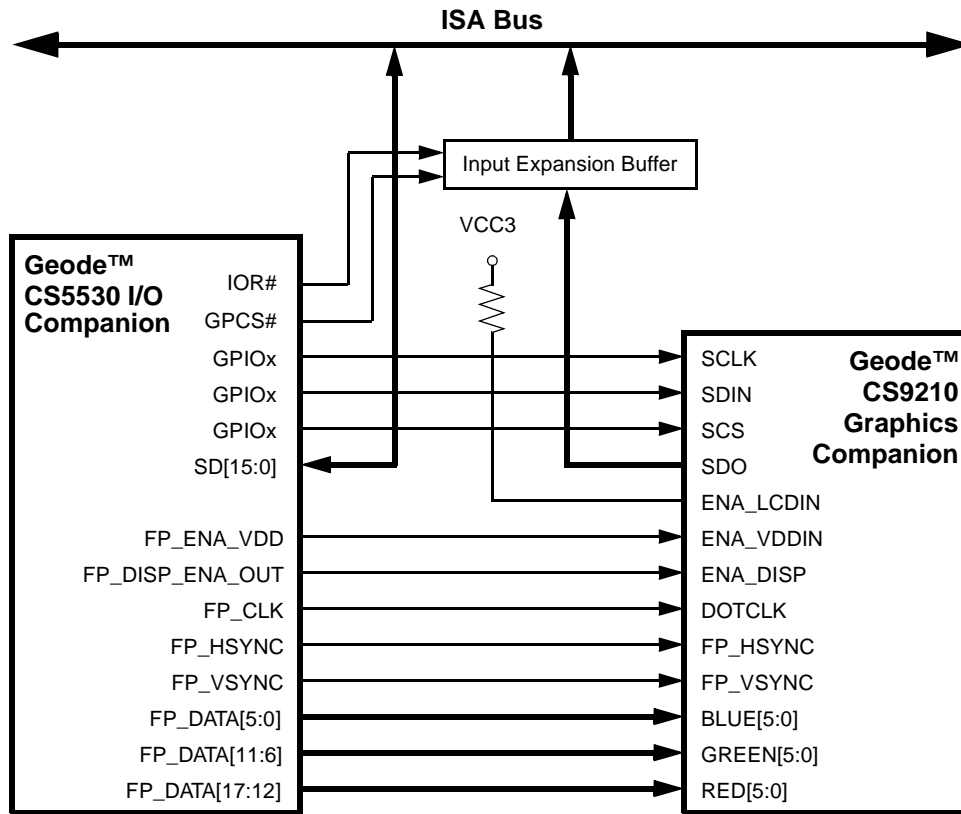 ISA Bus
Input Expansion Buffer
VCC3
Geode™
CS5530 I/O
Companion
IOR#
GPCS#
GPIOx
GPIOx
GPIOx
SD[15:0]
FP_ENA_VDD
FP_DISP_ENA_OUT
FP_CLK
FP_HSYNC
FP_VSYNC
FP_DATA[5:0]
FP_DATA[11:6]
FP_DATA[17:12]
Geode™
CS9210
Graphics
Companion
SCLK
SDIN
SCS
SDO
ENA_LCDIN
ENA_VDDIN
ENA_DISP
DOTCLK
FP_HSYNC
FP_VSYNC
BLUE[5:0]
GREEN[5:0]
RED[5:0]